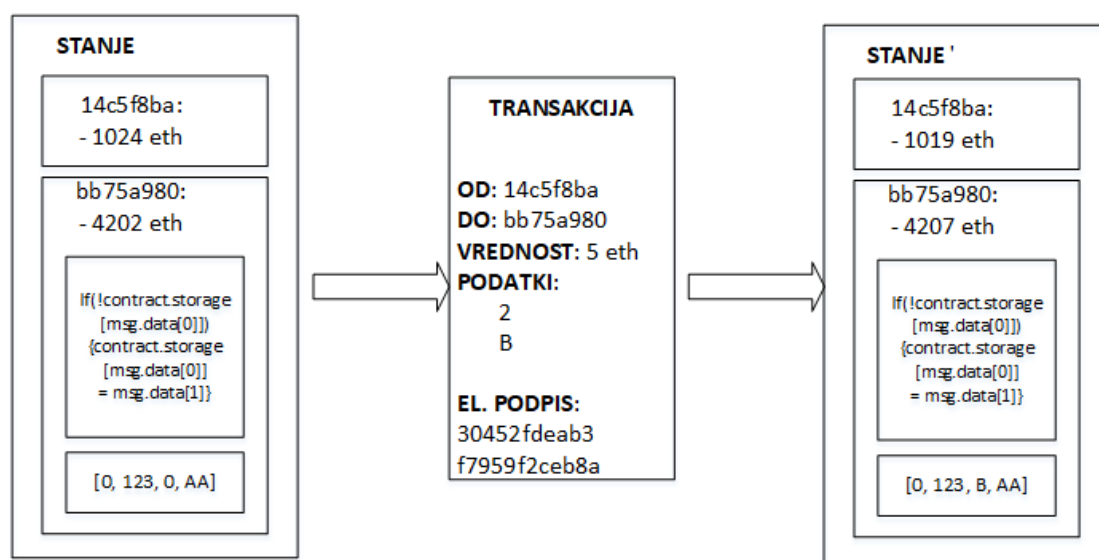 STANJE
14c5f8ba:
- 1024 eth
bb75a980:
- 4202 eth
If(!contract.storage
[msg.data[0]])
{contract.storage
[msg.data[0]]
= msg.data[1]}
[0, 123, 0, AA]
TRANSAKCIJA
OD: 14c5f8ba
DO: bb75a980
VREDNOST: 5 eth
PODATKI:
2
B
EL. PODPIS:
30452fdeab3
f7959f2ceb8a
STANJE '
14c5f8ba:
- 1019 eth
bb75a980:
- 4207 eth
If(!contract.storage
[msg.data[0]])
{contract.storage
[msg.data[0]]
= msg.data[1]}
[0, 123, B, AA]